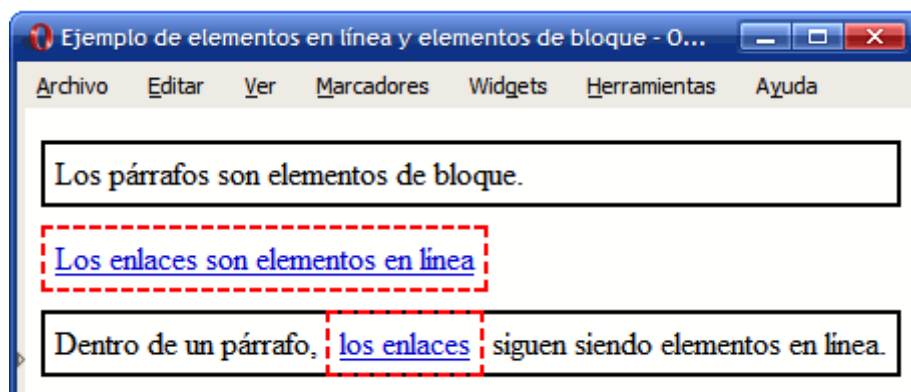 Ejemplo de elementos en línea y elementos de bloque - O...
Archivo Editar Ver Marcadores Widgets Herramientas Ayuda
Los párrafos son elementos de bloque.
Los enlaces son elementos en línea
Dentro de un párrafo, los enlaces siguen siendo elementos en línea.